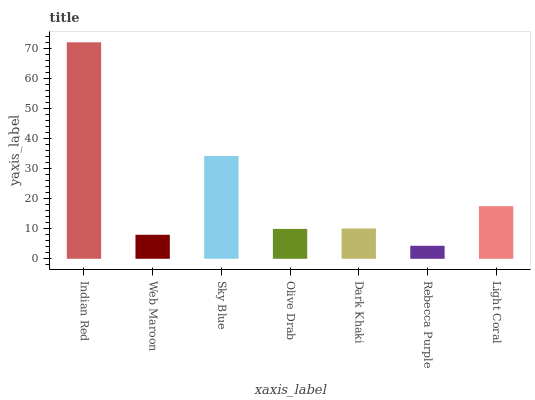 title
yaxis_label
70
60
50
40
30
20
10
0
Indian Red
Web Maroon
Sky Blue
Olive Drab
Dark Khaki
Rebecca Purple
Light Coral
xaxis_label